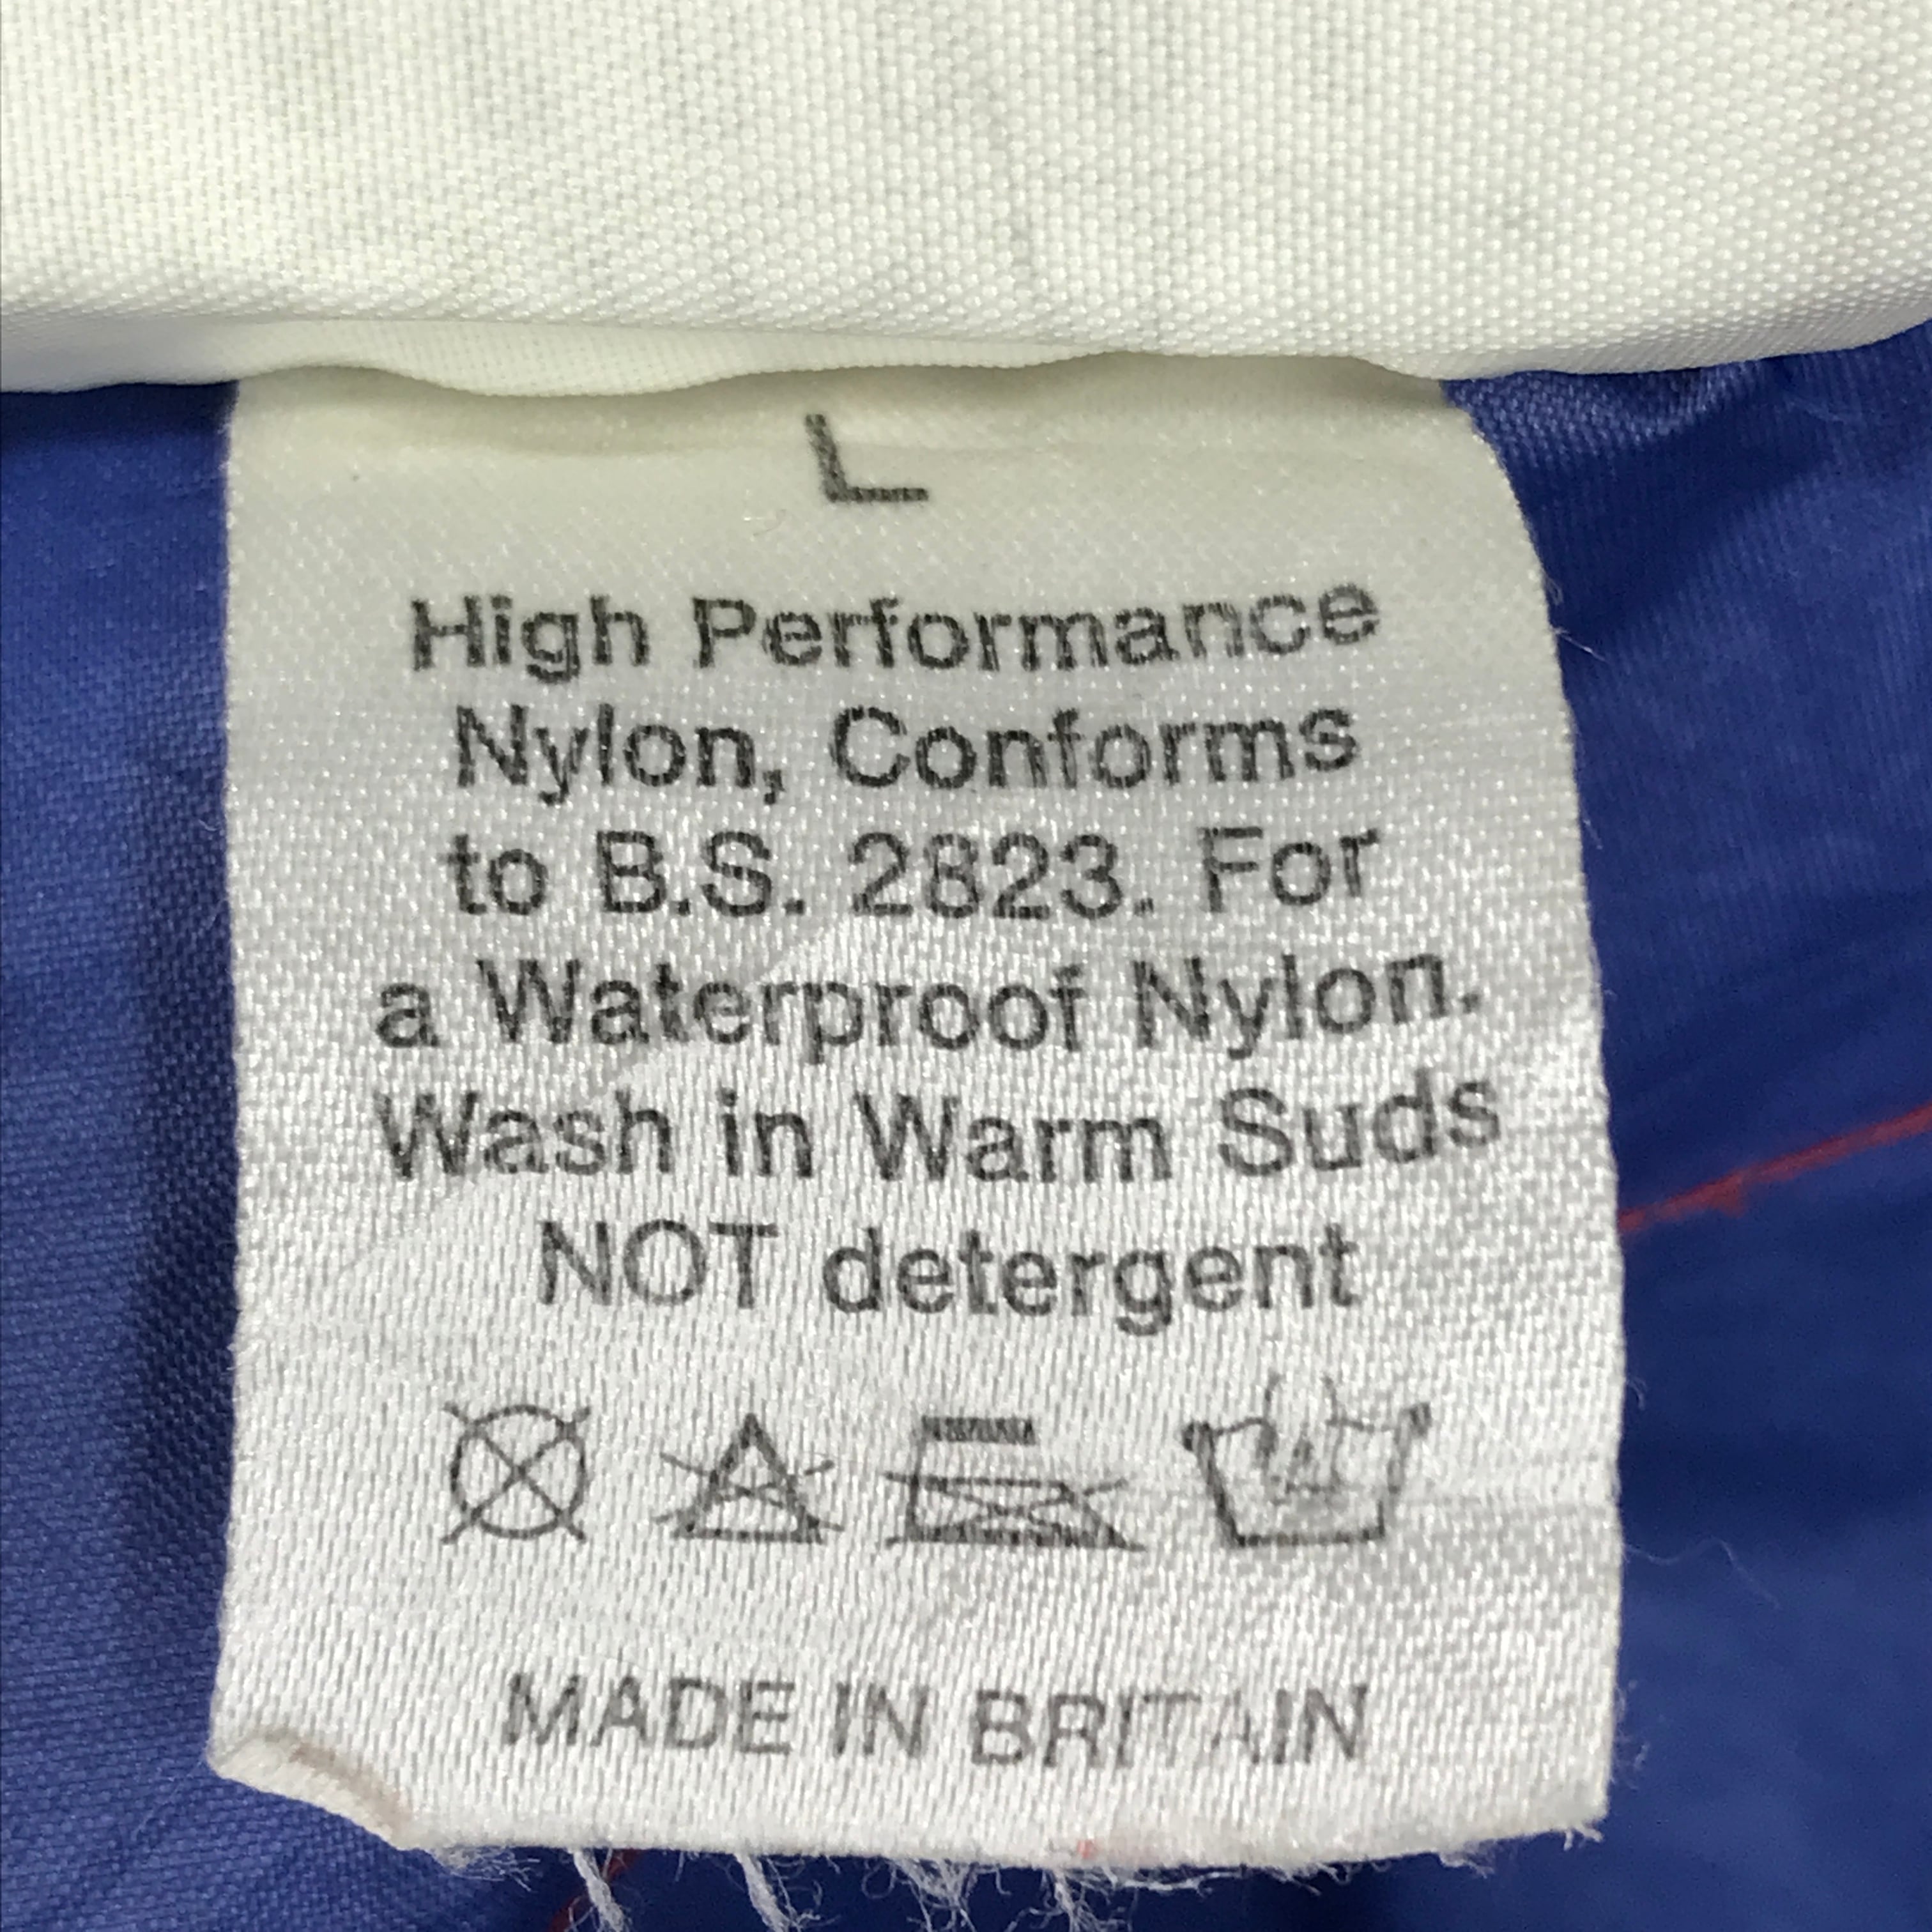 L
High Performance
Nylon, Conforms
to B.S. 2823. For
a Waterproof Nylon.
Wash in Warm Suds
NOT detergent
MADE IN BRITAIN